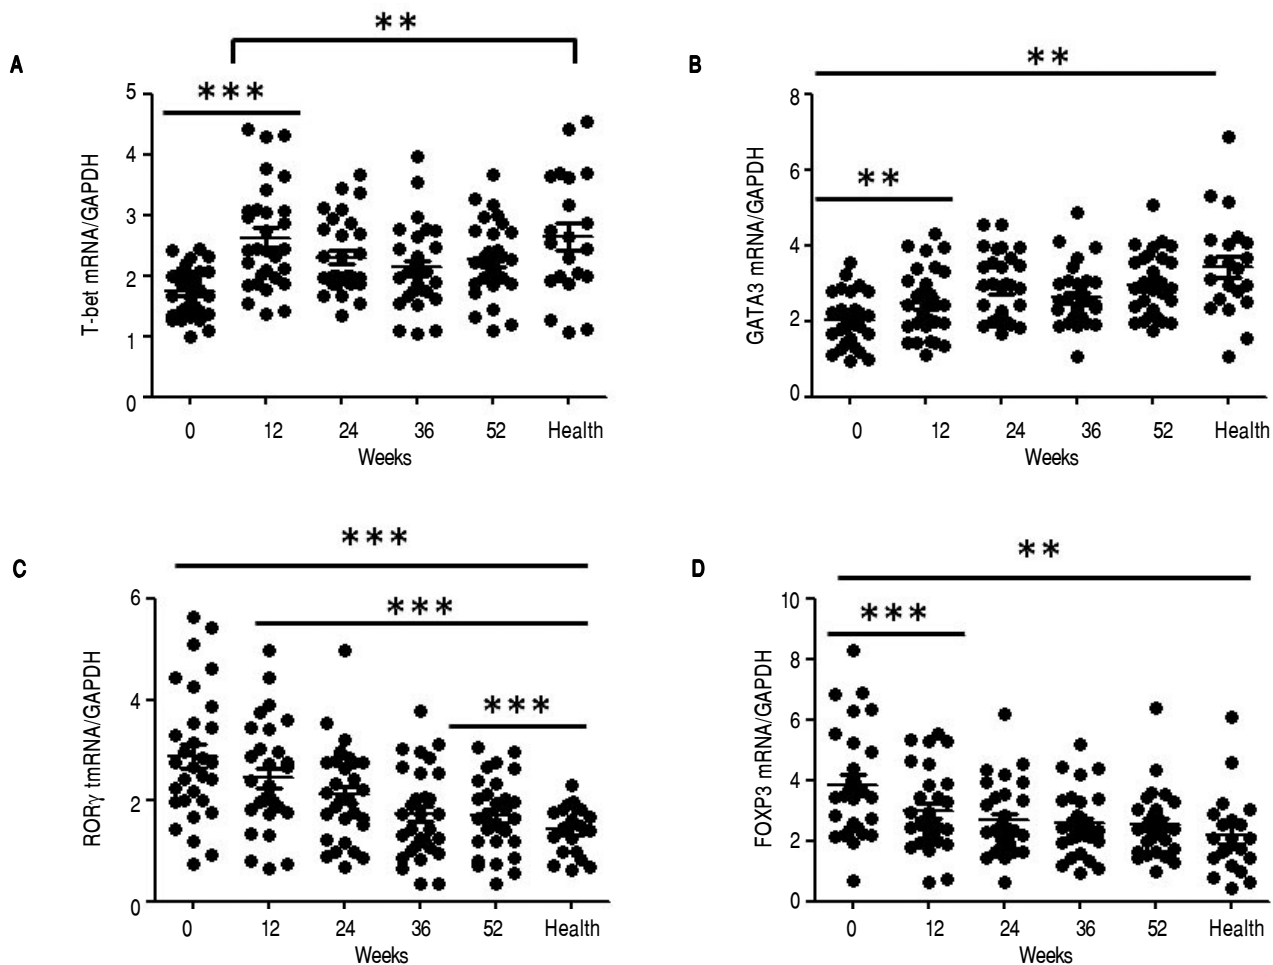 A
**
***
T-bet mRNA/GAPDH
5
4
3
2
1
0
0 12 24 36 52 Health
Weeks
B
**
**
GATA3 mRNA/GAPDH
8
6
4
2
0
0 12 24 36 52 Health
Weeks
C
***
***
***
RORγ tmRNA/GAPDH
6
4
2
0
0 12 24 36 52 Health
Weeks
D
**
***
FOXP3 mRNA/GAPDH
10
8
6
4
2
0
0 12 24 36 52 Health
Weeks